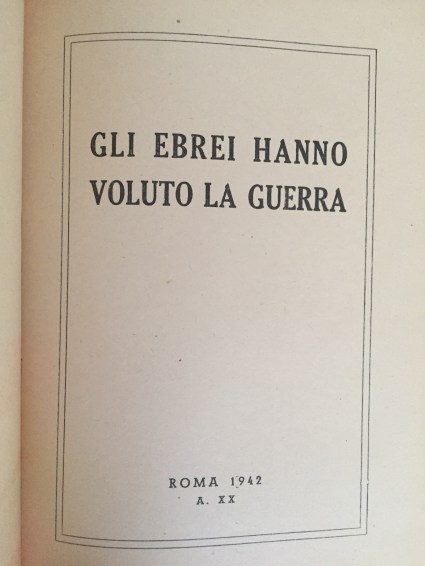 GLI EBREI HANNO
VOLUTO LA GUERRA
ROMA 1942
A. XX